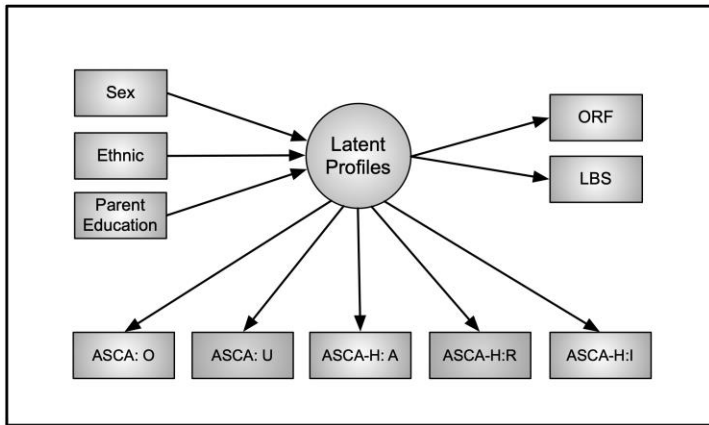 Sex
Ethnic
Parent
Education
Latent
Profiles
ORF
LBS
ASCA: O
ASCA: U
ASCA-H: A
ASCA-H:R
ASCA-H:I